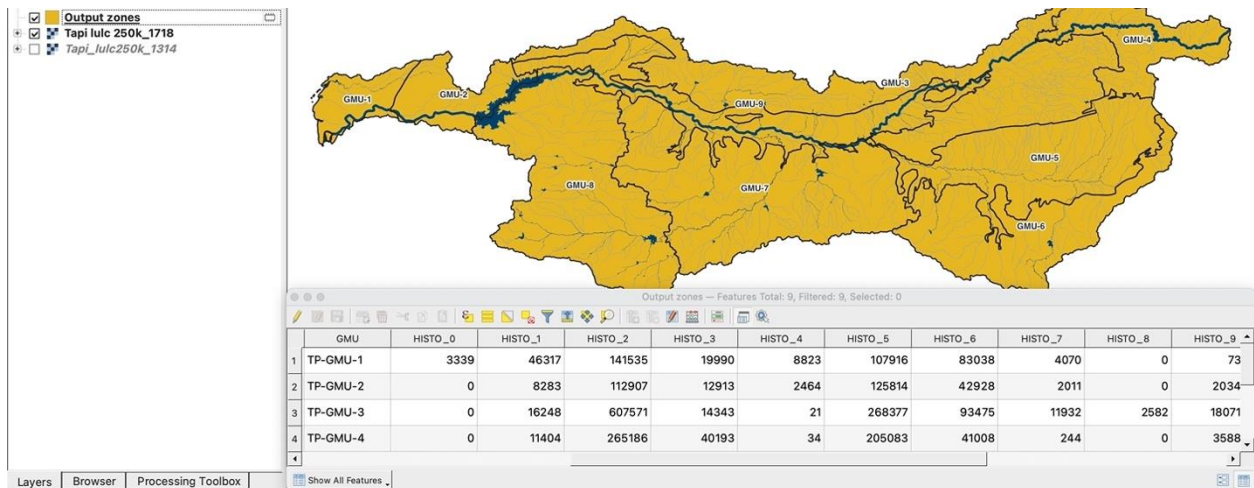 Output zones
Tapi lulc 250k_1718
Tapi_lulc250k_1314
GMU-4
GMU-3
GMU-1
GMU-2
GMU-9
GMU-5
GMU-8
GMU-7
GMU-6
Output zones — Features Total: 9, Filtered: 9, Selected: 0
GMU HISTO_0 HISTO_1 HISTO_2 HISTO_3 HISTO_4 HISTO_5 HISTO_6 HISTO_7 HISTO_8 HISTO_9
1 TP-GMU-1 3339 46317 141535 19990 8823 107916 83038 4070 0 73
2 TP-GMU-2 0 8283 112907 12913 2464 125814 42928 2011 0 2034
3 TP-GMU-3 0 16248 607571 14343 21 268377 93475 11932 2582 18071
4 TP-GMU-4 0 11404 265186 40193 34 205083 41008 244 0 3588
Layers Browser Processing Toolbox Show All Features